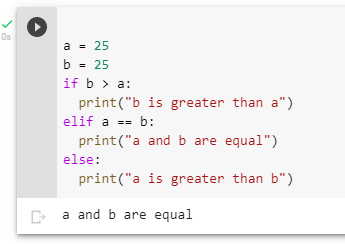 0s
a = 25
b = 25
if b > a:
  print("b is greater than a")
elif a == b:
  print("a and b are equal")
else:
  print("a is greater than b")
a and b are equal